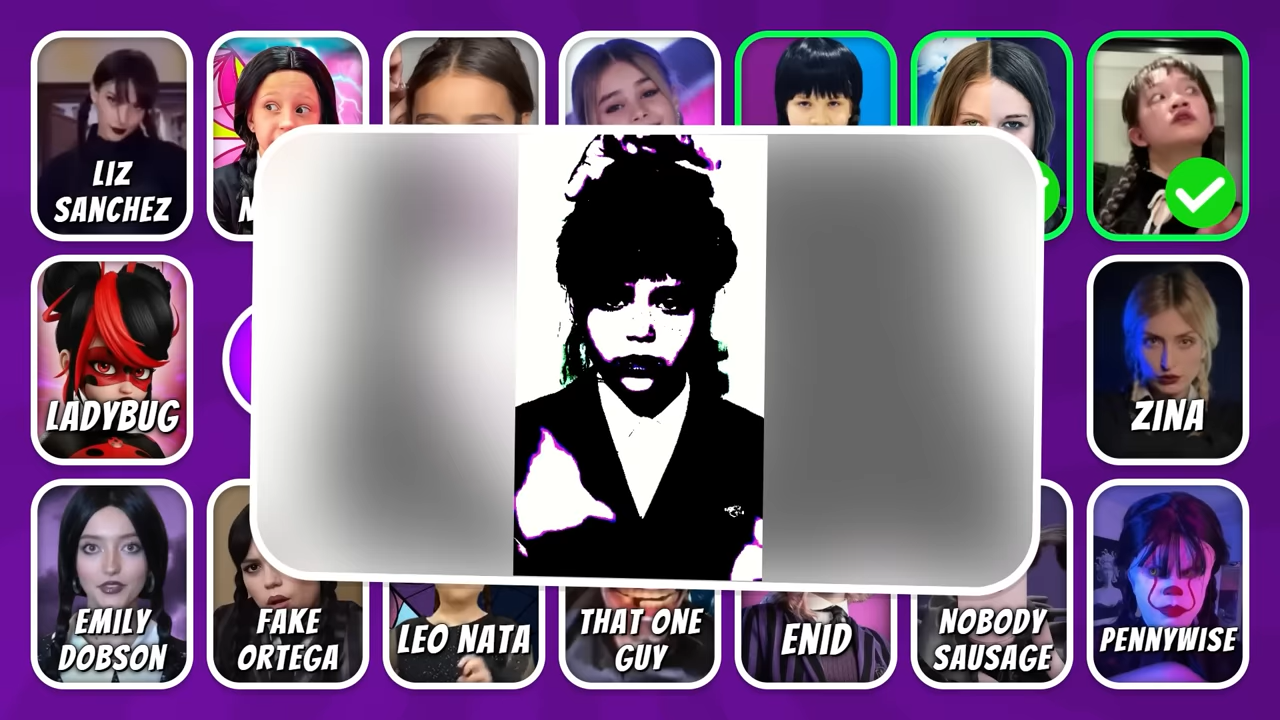 LIZ
SANCHEZ
LADYBUG
ZINA
EMILY
DOBSON
FAKE
ORTEGA
LEO NATA
THAT ONE
GUY
ENID
NOBODY
SAUSAGE
PENNYWISE